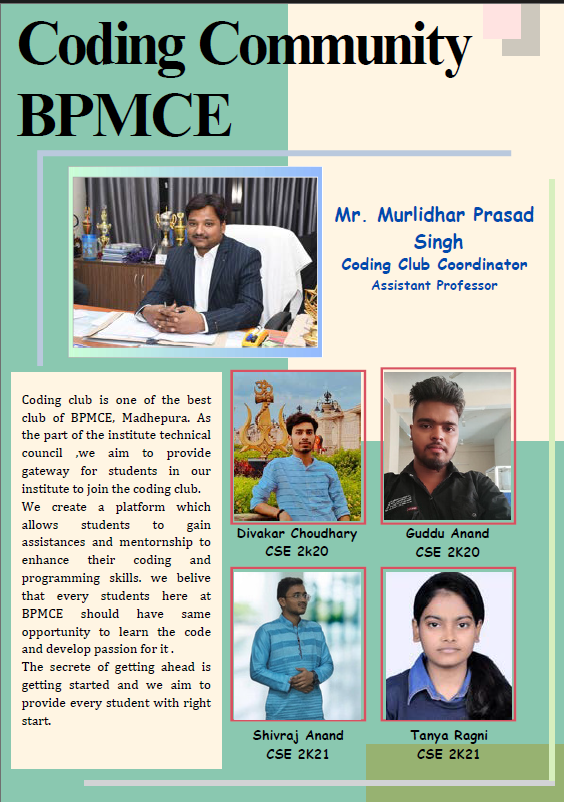 Coding Community
BPMCE
Mr. Murlidhar Prasad
Singh
Coding Club Coordinator
Assistant Professor
Coding club is one of the best
club of BPMCE, Madhepura. As
the part of the institute technical
council ,we aim to provide
gateway for students in our
institute to join the coding club.
We create a platform which
allows students to gain
assistances and mentornship to
enhance their coding and
programming skills. we belive
that every students here at
BPMCE should have same
opportunity to learn the code
and develop passion for it .
The secrete of getting ahead is
getting started and we aim to
provide every student with right
start.
Divakar Choudhary
CSE 2k20
Guddu Anand
CSE 2K20
Shivraj Anand
CSE 2K21
Tanya Ragni
CSE 2K21